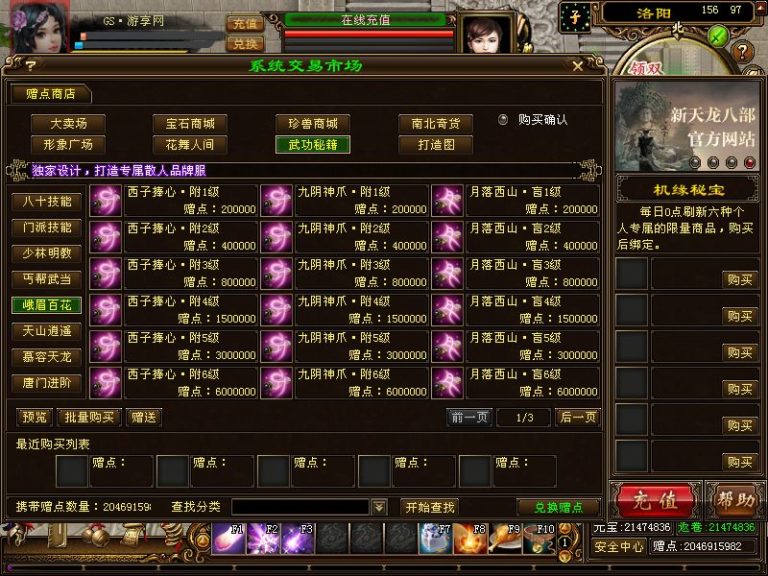 GS·游享网
充值
兑换
在线充值
子
洛阳
156 97
北
?
系统交易市场
领双
赠点商店
大卖场
宝石商城
珍兽商城
南北奇货
购买确认
形象广场
花舞人间
武功秘籍
打造图
独家设计，打造专属散人品牌服
八十技能
门派技能
少林明教
丐帮武当
峨眉百花
天山逍遥
慕容天龙
唐门进阶
西子捧心·附1级
赠点：200000
九阴神爪·附1级
赠点：200000
月落西山·盲1级
赠点：200000
西子捧心·附2级
赠点：400000
九阴神爪·附2级
赠点：400000
月落西山·盲2级
赠点：400000
西子捧心·附3级
赠点：800000
九阴神爪·附3级
赠点：800000
月落西山·盲3级
赠点：800000
西子捧心·附4级
赠点：1500000
九阴神爪·附4级
赠点：1500000
月落西山·盲4级
赠点：1500000
西子捧心·附5级
赠点：3000000
九阴神爪·附5级
赠点：3000000
月落西山·盲5级
赠点：3000000
西子捧心·附6级
赠点：6000000
九阴神爪·附6级
赠点：6000000
月落西山·盲6级
赠点：6000000
预览
批量购买
赠送
前一页
1/3
后一页
最近购买列表
赠点：
赠点：
赠点：
赠点：
赠点：
携带赠点数量：20469159
查找分类
开始查找
兑换赠点
新天龙八部
官方网站
机缘秘宝
每日0点刷新六种个
人专属的限量商品，购买
后绑定。
购买
购买
购买
购买
购买
购买
充值
帮助
F1
F2
F3
F7
F8
F9
F10
1
元宝:21474836
返卷:21474836
安全中心
赠点:2046915982